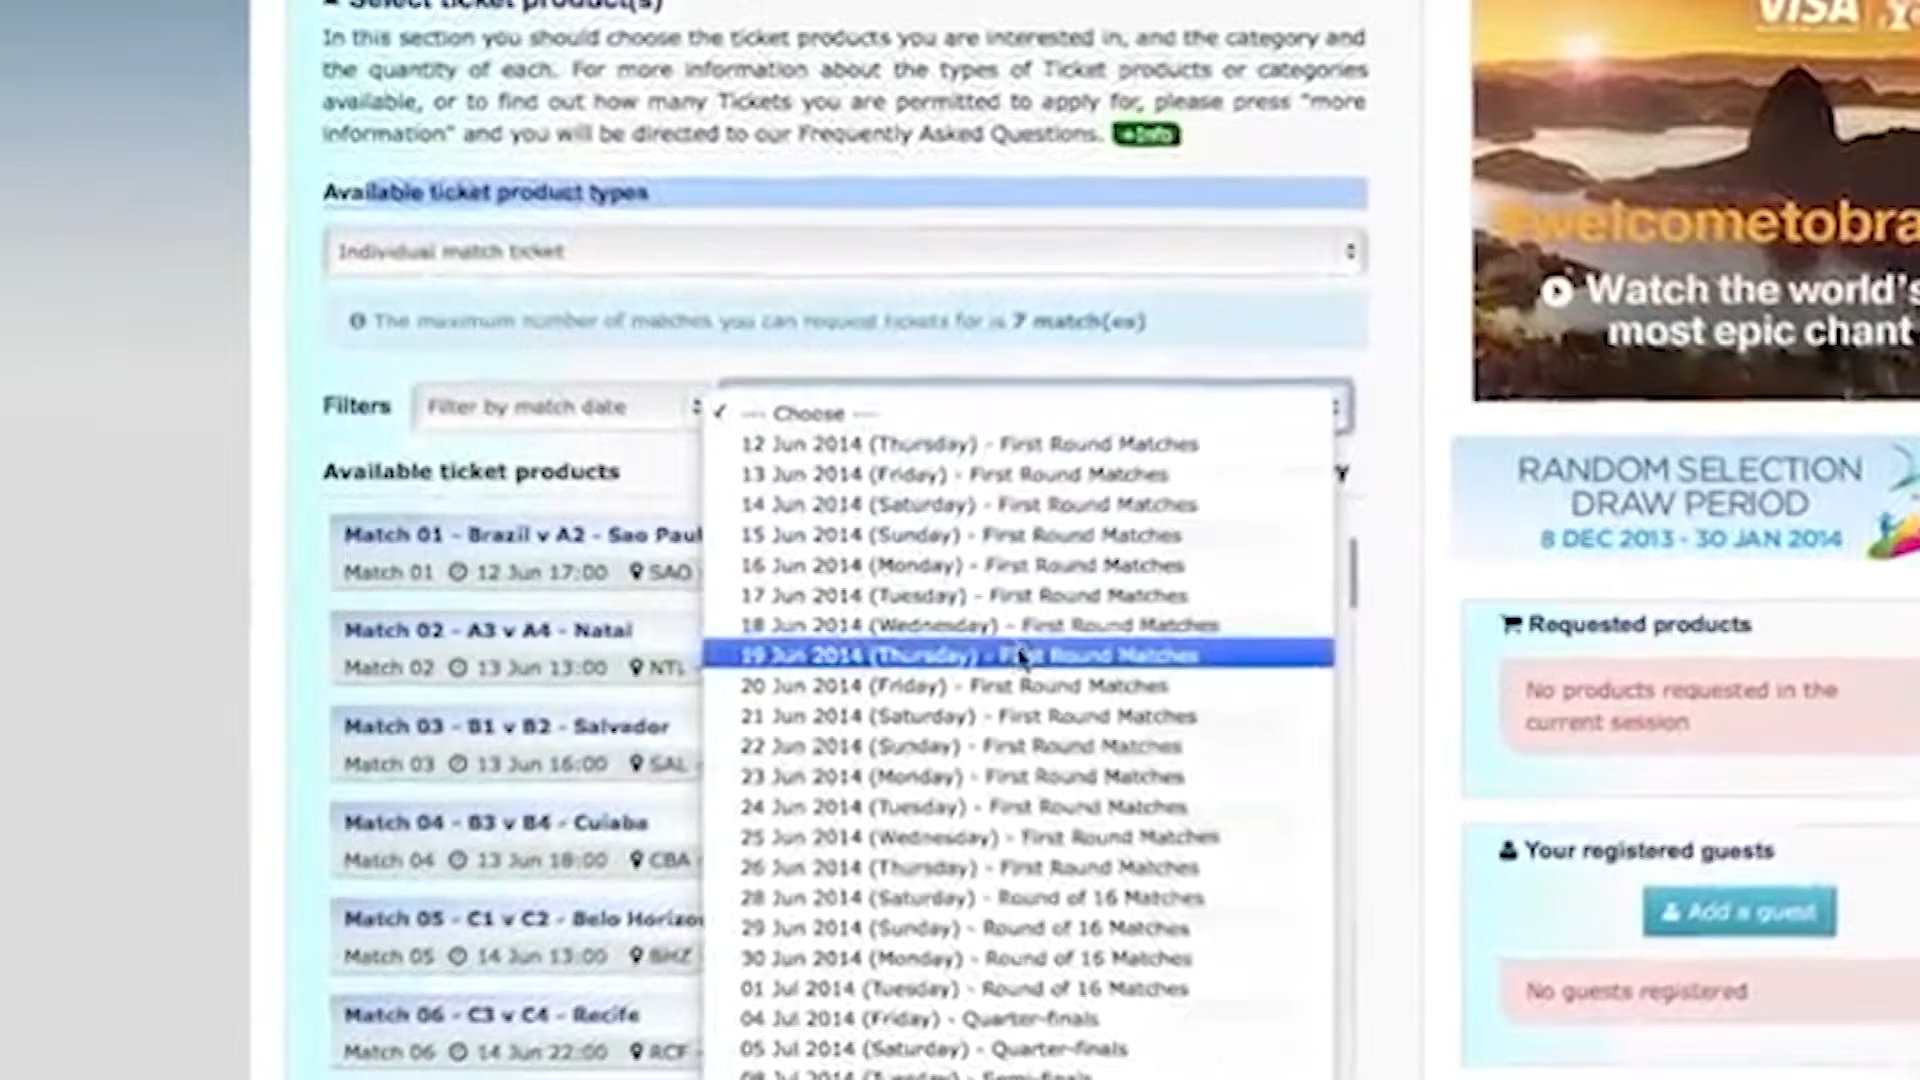 Select ticket product(s)
In this section you should choose the ticket products you are interested in, and the category and
the quantity of each. For more information about the types of Ticket products or categories
available, or to find out how many Tickets you are permitted to apply for, please press "more
information" and you will be directed to our Frequently Asked Questions. +Info
Available ticket product types
Individual match ticket
The maximum number of matches you can request tickets for is 7 match(es)
Filters
Filter by match date
--- Choose ---
12 Jun 2014 (Thursday) - First Round Matches
13 Jun 2014 (Friday) - First Round Matches
14 Jun 2014 (Saturday) - First Round Matches
15 Jun 2014 (Sunday) - First Round Matches
16 Jun 2014 (Monday) - First Round Matches
17 Jun 2014 (Tuesday) - First Round Matches
18 Jun 2014 (Wednesday) - First Round Matches
19 Jun 2014 (Thursday) - First Round Matches
20 Jun 2014 (Friday) - First Round Matches
21 Jun 2014 (Saturday) - First Round Matches
22 Jun 2014 (Sunday) - First Round Matches
23 Jun 2014 (Monday) - First Round Matches
24 Jun 2014 (Tuesday) - First Round Matches
25 Jun 2014 (Wednesday) - First Round Matches
26 Jun 2014 (Thursday) - First Round Matches
28 Jun 2014 (Saturday) - Round of 16 Matches
29 Jun 2014 (Sunday) - Round of 16 Matches
30 Jun 2014 (Monday) - Round of 16 Matches
01 Jul 2014 (Tuesday) - Round of 16 Matches
04 Jul 2014 (Friday) - Quarter-finals
05 Jul 2014 (Saturday) - Quarter-finals
08 Jul 2014 (Tuesday) - Semi-finals
Available ticket products
Y
Match 01 - Brazil v A2 - Sao Paul
Match 01 12 Jun 17:00 SAO
Match 02 - A3 v A4 - Natal
Match 02 13 Jun 13:00 NTL -
Match 03 - B1 v B2 - Salvador
Match 03 13 Jun 16:00 SAL -
Match 04 - B3 v B4 - Cuiaba
Match 04 13 Jun 18:00 CBA -
Match 05 - C1 v C2 - Belo Horizo
Match 05 14 Jun 13:00 BHZ
Match 06 - C3 v C4 - Recife
Match 06 14 Jun 22:00 RCF -
VISA
#welcometobra
Watch the world's
most epic chant
RANDOM SELECTION
DRAW PERIOD
8 DEC 2013 - 30 JAN 2014
Requested products
No products requested in the
current session
Your registered guests
Add a guest
No guests registered